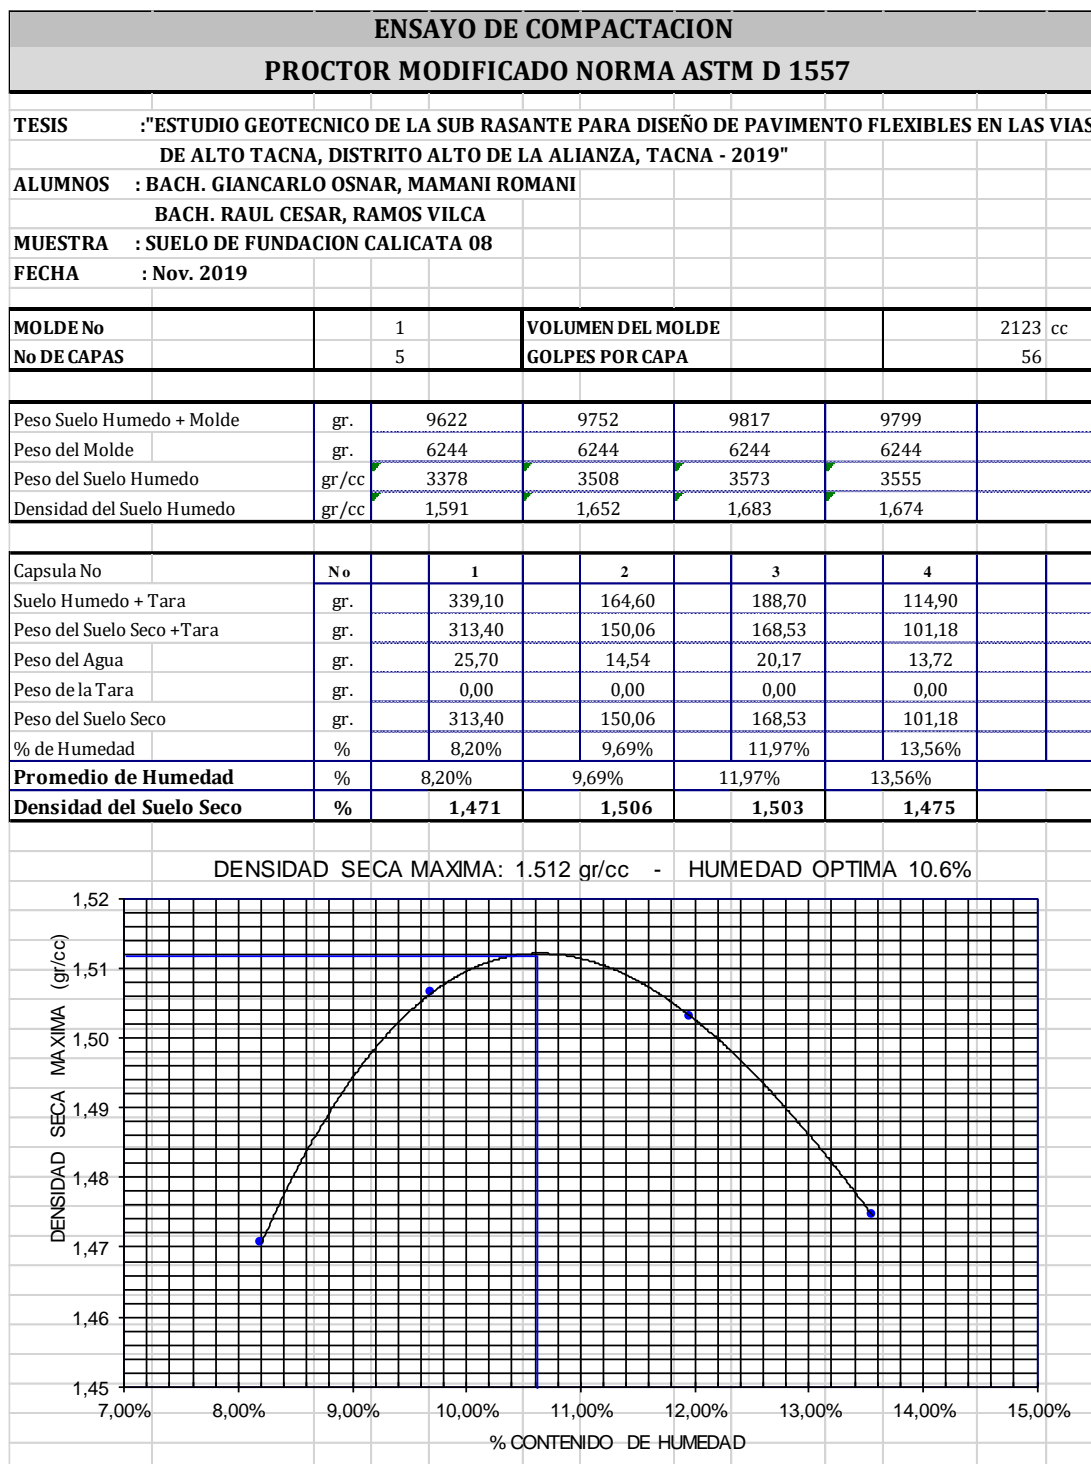 ENSAYO DE COMPACTACION
PROCTOR MODIFICADO NORMA ASTM D 1557
TESIS :"ESTUDIO GEOTECNICO DE LA SUB RASANTE PARA DISEÑO DE PAVIMENTO FLEXIBLES EN LAS VIAS
DE ALTO TACNA, DISTRITO ALTO DE LA ALIANZA, TACNA - 2019"
ALUMNOS : BACH. GIANCARLO OSNAR, MAMANI ROMANI
BACH. RAUL CESAR, RAMOS VILCA
MUESTRA : SUELO DE FUNDACION CALICATA 08
FECHA : Nov. 2019
MOLDE No 1 VOLUMEN DEL MOLDE 2123 cc
No DE CAPAS 5 GOLPES POR CAPA 56
Peso Suelo Humedo + Molde gr. 9622 9752 9817 9799
Peso del Molde gr. 6244 6244 6244 6244
Peso del Suelo Humedo gr/cc 3378 3508 3573 3555
Densidad del Suelo Humedo gr/cc 1,591 1,652 1,683 1,674
Capsula No No 1 2 3 4
Suelo Humedo + Tara gr. 339,10 164,60 188,70 114,90
Peso del Suelo Seco +Tara gr. 313,40 150,06 168,53 101,18
Peso del Agua gr. 25,70 14,54 20,17 13,72
Peso de la Tara gr. 0,00 0,00 0,00 0,00
Peso del Suelo Seco gr. 313,40 150,06 168,53 101,18
% de Humedad % 8,20% 9,69% 11,97% 13,56%
Promedio de Humedad % 8,20% 9,69% 11,97% 13,56%
Densidad del Suelo Seco % 1,471 1,506 1,503 1,475
DENSIDAD SECA MAXIMA: 1.512 gr/cc - HUMEDAD OPTIMA 10.6%
DENSIDAD SECA MAXIMA (gr/cc)
1,52
1,51
1,50
1,49
1,48
1,47
1,46
1,45
7,00% 8,00% 9,00% 10,00% 11,00% 12,00% 13,00% 14,00% 15,00%
% CONTENIDO DE HUMEDAD